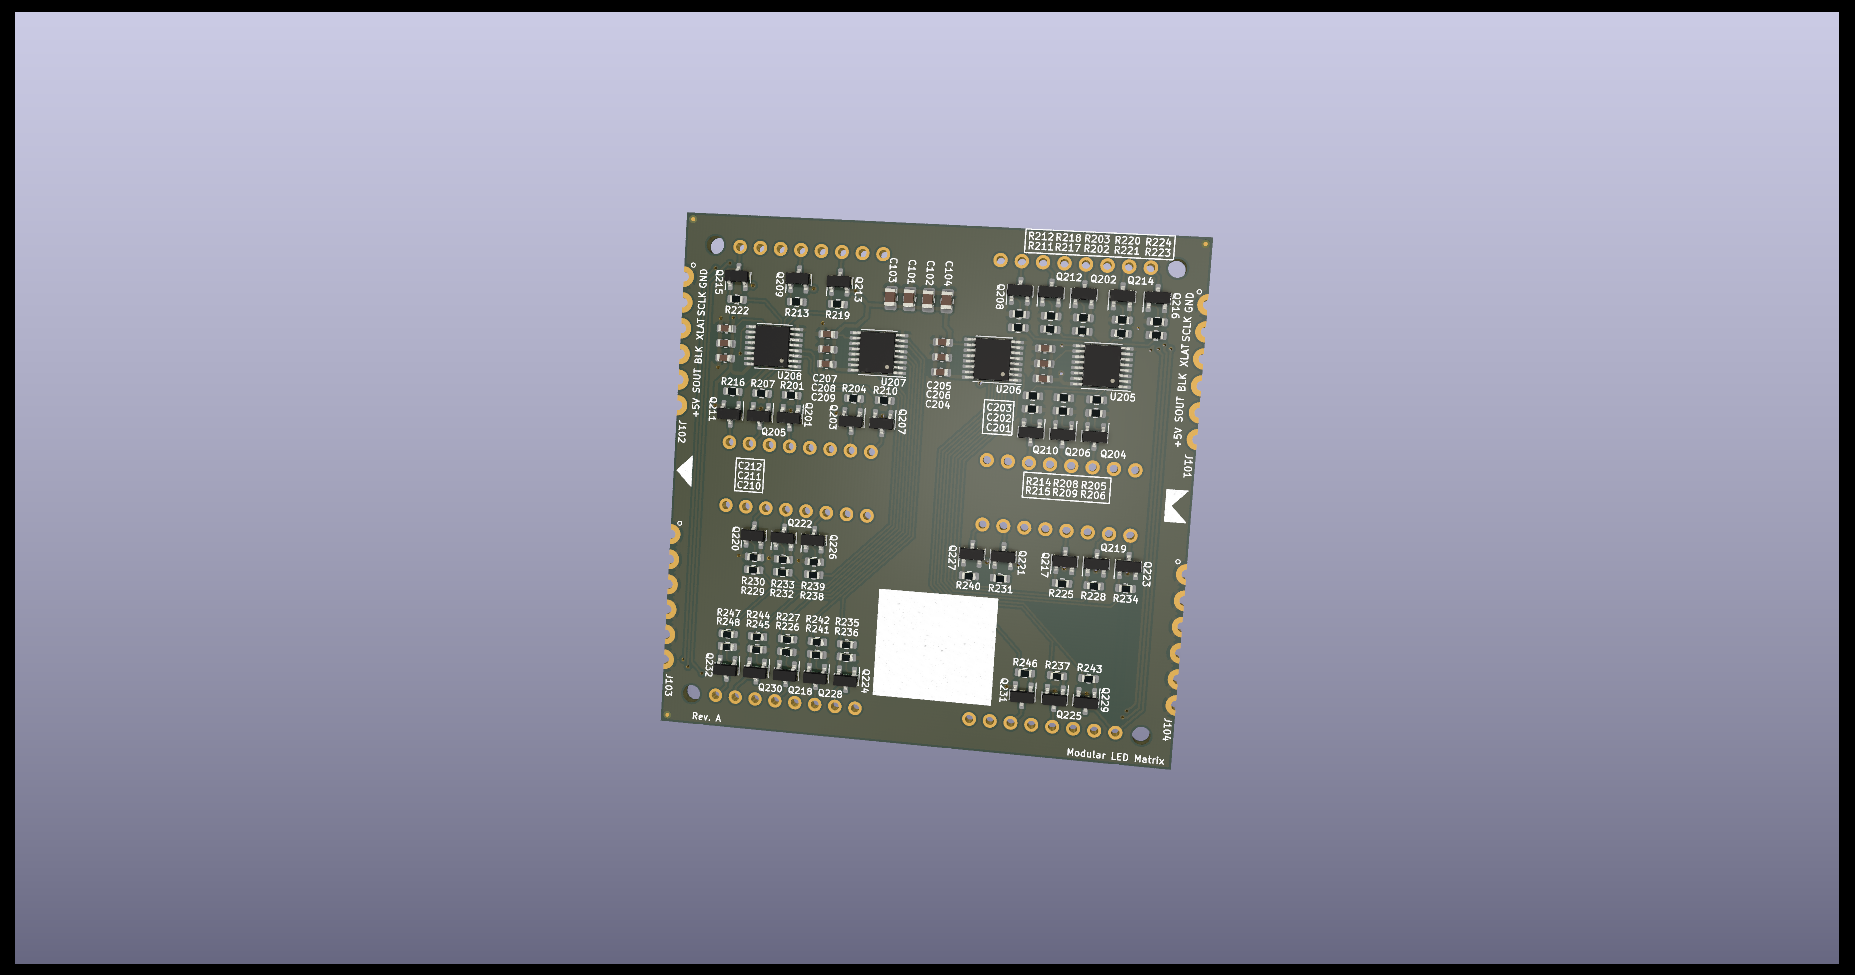 R212 R218 R203 R220 R224
R211 R217 R202 R221 R223
C103
C101
C102
C104
Q215
GND
SCLK
XLAT
BLK
SOUT
+5V
J102
R222
Q209
R213
Q213
R219
Q208
Q212
Q202
Q214
Q216
GND
SCLK
XLAT
BLK
SOUT
+5V
J101
U208
C207
C208
C209
U207
C205
C206
C204
U206
U205
R216
R207
R201
R204
R210
Q211
Q205
Q201
Q203
Q207
C203
C202
C201
Q210
Q206
Q204
C212
C211
C210
R214 R208 R205
R215 R209 R206
Q220
Q222
Q226
R230
R229
R233
R232
R239
R238
Q227
Q221
R240
R231
Q217
Q219
Q223
R225
R228
R234
R247
R248
R244
R245
R227
R226
R242
R241
R235
R236
Q232
Q230
Q218
Q228
Q224
R246
R237
R243
Q231
Q225
Q229
J103
J104
Rev. A
Modular LED Matrix